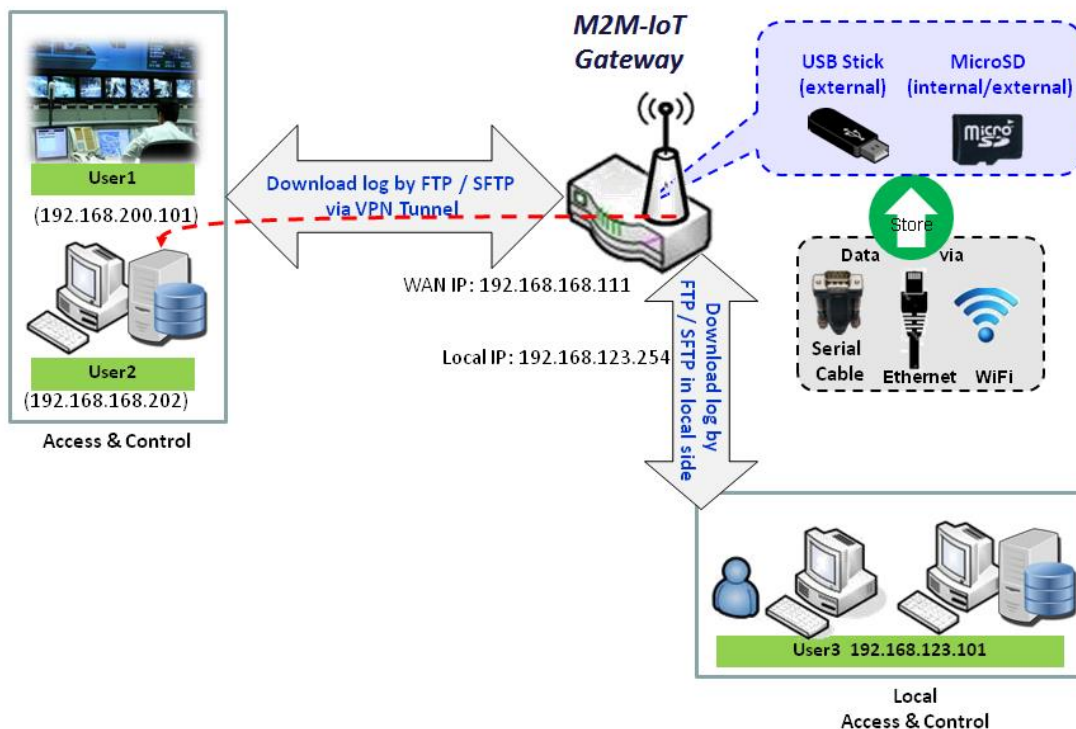 M2M-IoT
Gateway
USB Stick
(external)
MicroSD
(internal/external)
Micro
SD
User1
(192.168.200.101)
Download log by FTP / SFTP
via VPN Tunnel
Store
Data via
Serial
Cable
Ethernet
WiFi
WAN IP: 192.168.168.111
Local IP: 192.168.123.254
Download log by
FTP / SFTP in local side
User2
(192.168.168.202)
Access & Control
User3 192.168.123.101
Local
Access & Control